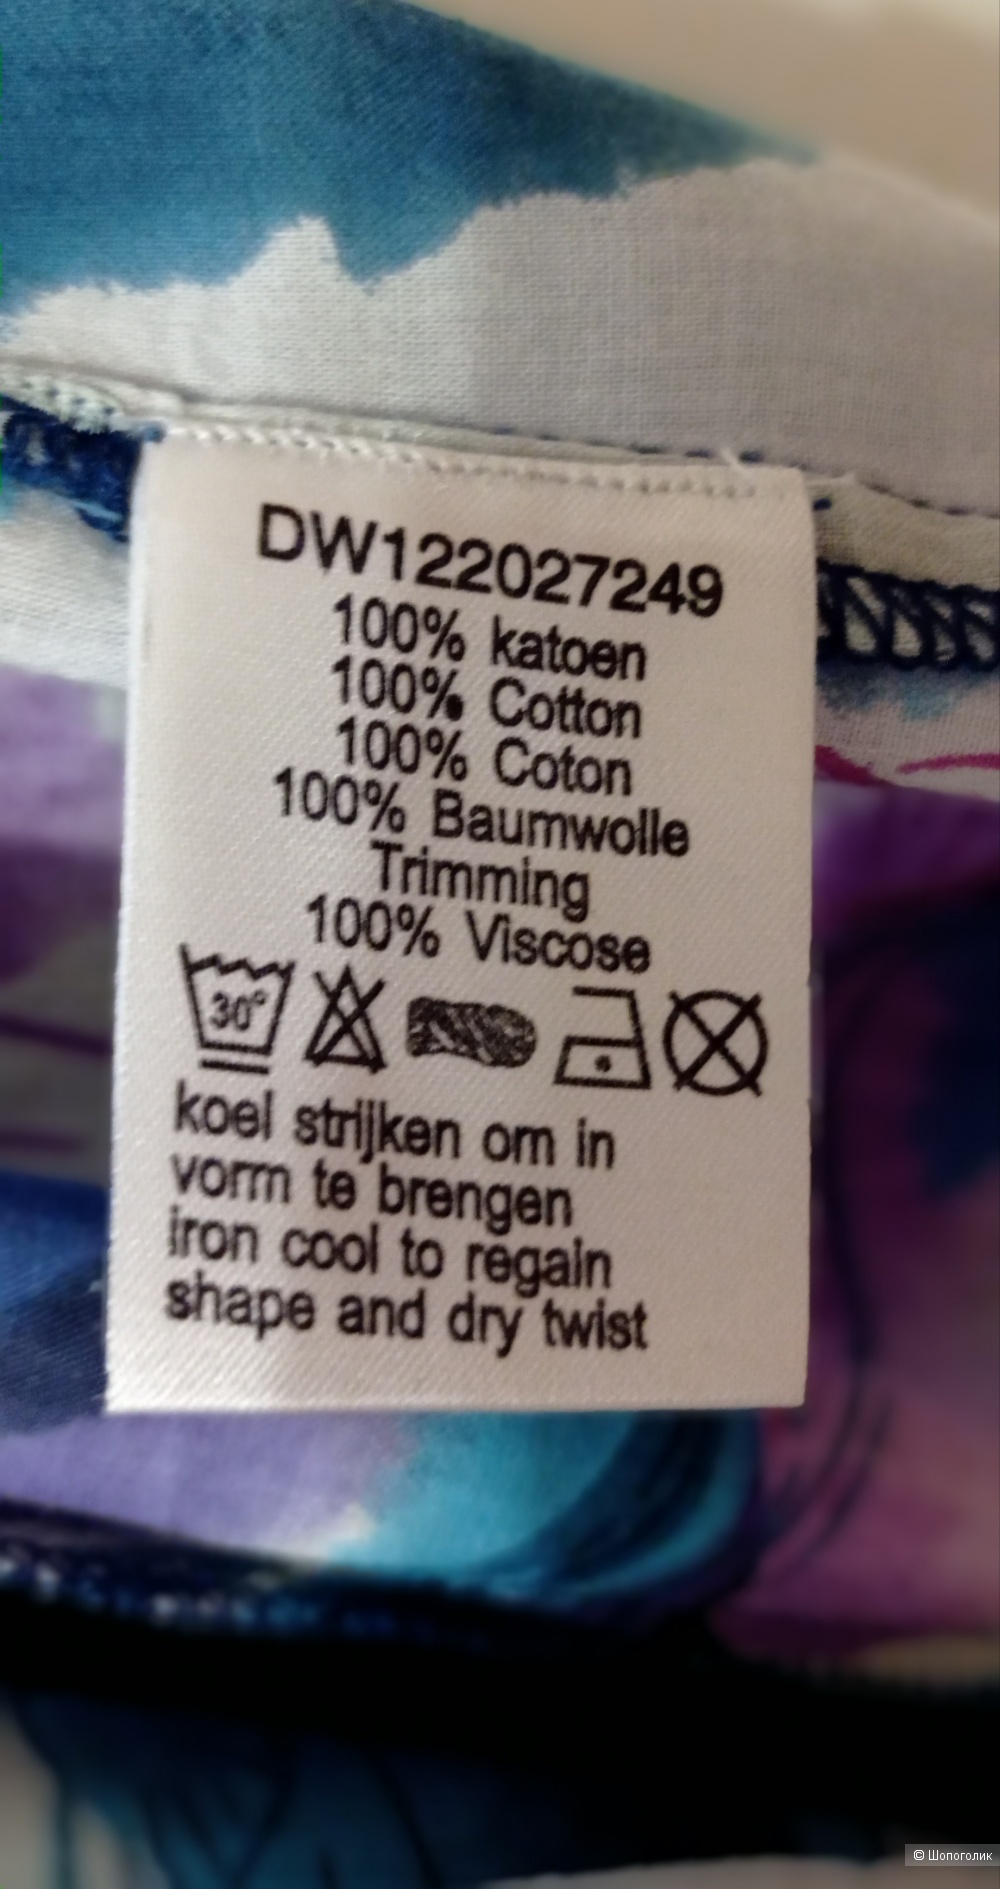 DW122027249
100% katoen
100% Cotton
100% Coton
100% Baumwolle
Trimming
100% Viscose
30°
koel strijken om in
vorm te brengen
iron cool to regain
shape and dry twist
© Шопоголик